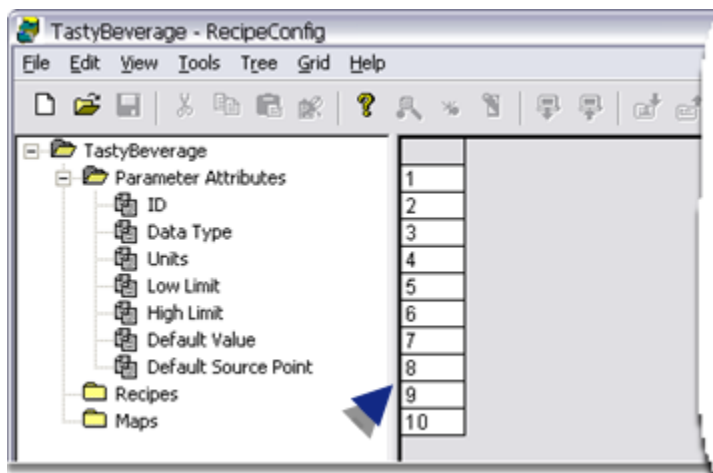 TastyBeverage - RecipeConfig
File Edit View Tools Tree Grid Help
TastyBeverage
Parameter Attributes
ID
Data Type
Units
Low Limit
High Limit
Default Value
Default Source Point
Recipes
Maps
1
2
3
4
5
6
7
8
9
10